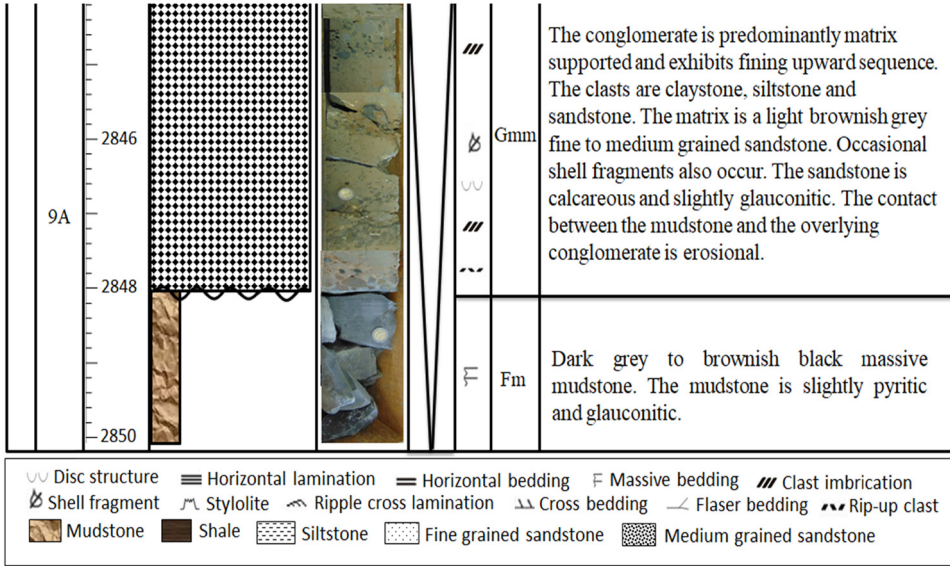 The conglomerate is predominantly matrix
supported and exhibits fining upward sequence.
The clasts are claystone, siltstone and
sandstone. The matrix is a light brownish grey
fine to medium grained sandstone. Occasional
shell fragments also occur. The sandstone is
calcareous and slightly glauconitic. The contact
between the mudstone and the overlying
conglomerate is erosional.
2846
Gmm
9A
2848
Dark grey to brownish black massive
mudstone. The mudstone is slightly pyritic
and glauconitic.
Fm
2850
Disc structure Horizontal lamination Horizontal bedding Massive bedding Clast imbrication
Shell fragment Stylolite Ripple cross lamination Cross bedding Flaser bedding Rip-up clast
Mudstone Shale Siltstone Fine grained sandstone Medium grained sandstone